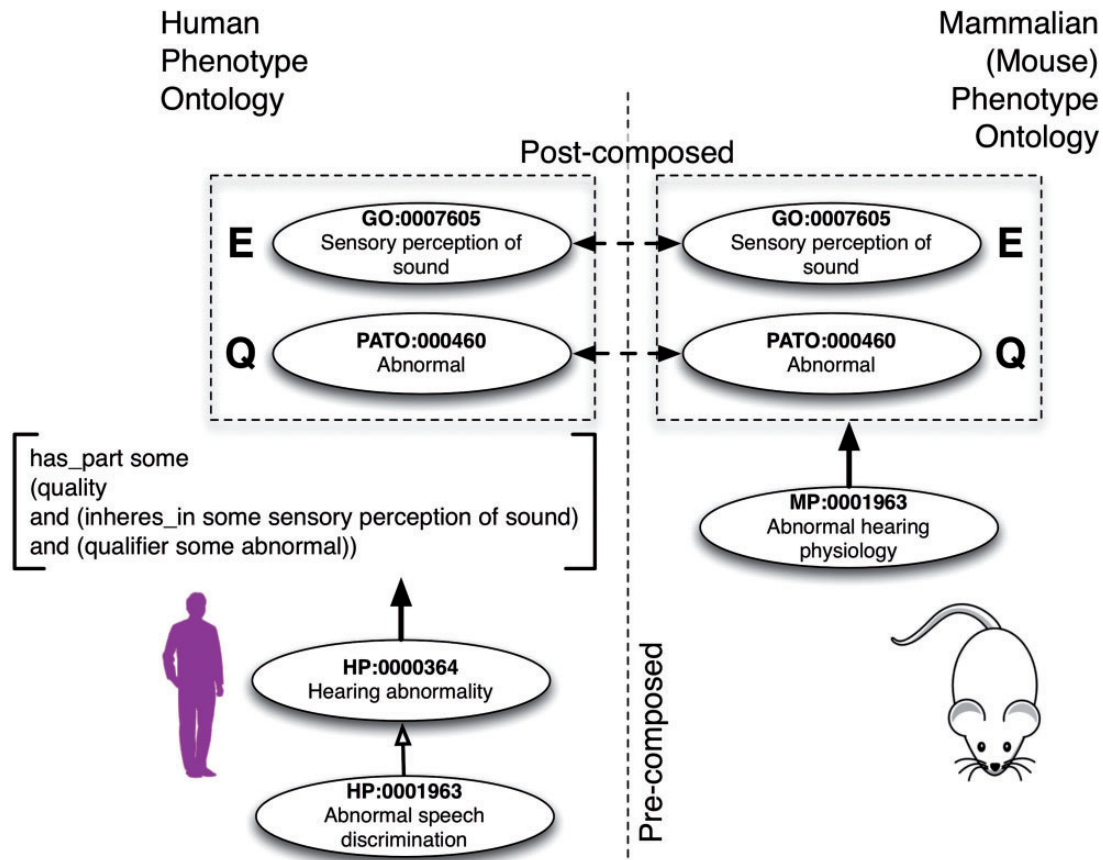 Human
Phenotype
Ontology
Mammalian
(Mouse)
Phenotype
Ontology
Post-composed
E
GO:0007605
Sensory perception of
sound
GO:0007605
Sensory perception of
sound
E
Q
PATO:000460
Abnormal
PATO:000460
Abnormal
Q
has_part some
(quality
and (inheres_in some sensory perception of sound)
and (qualifier some abnormal))
MP:0001963
Abnormal hearing
physiology
HP:0000364
Hearing abnormality
HP:0001963
Abnormal speech
discrimination
Pre-composed